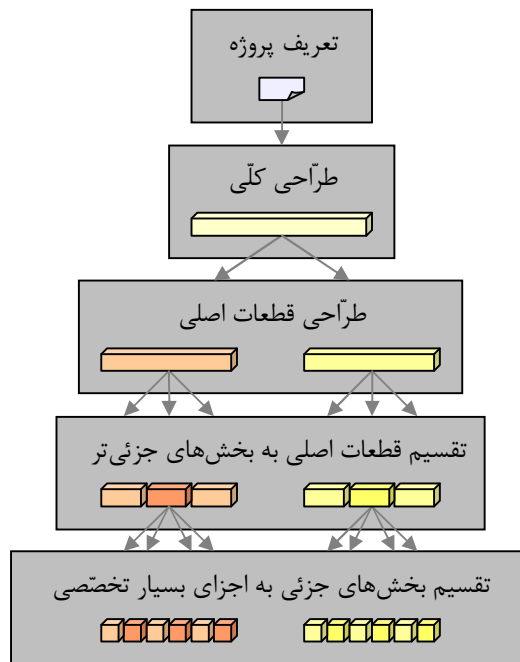 تعریف پروژه
طرّاحی کلّی
طرّاحی قطعات اصلی
تقسیم قطعات اصلی به بخش‌های جزئی‌تر
تقسیم بخش‌های جزئی به اجزای بسیار تخصّصی